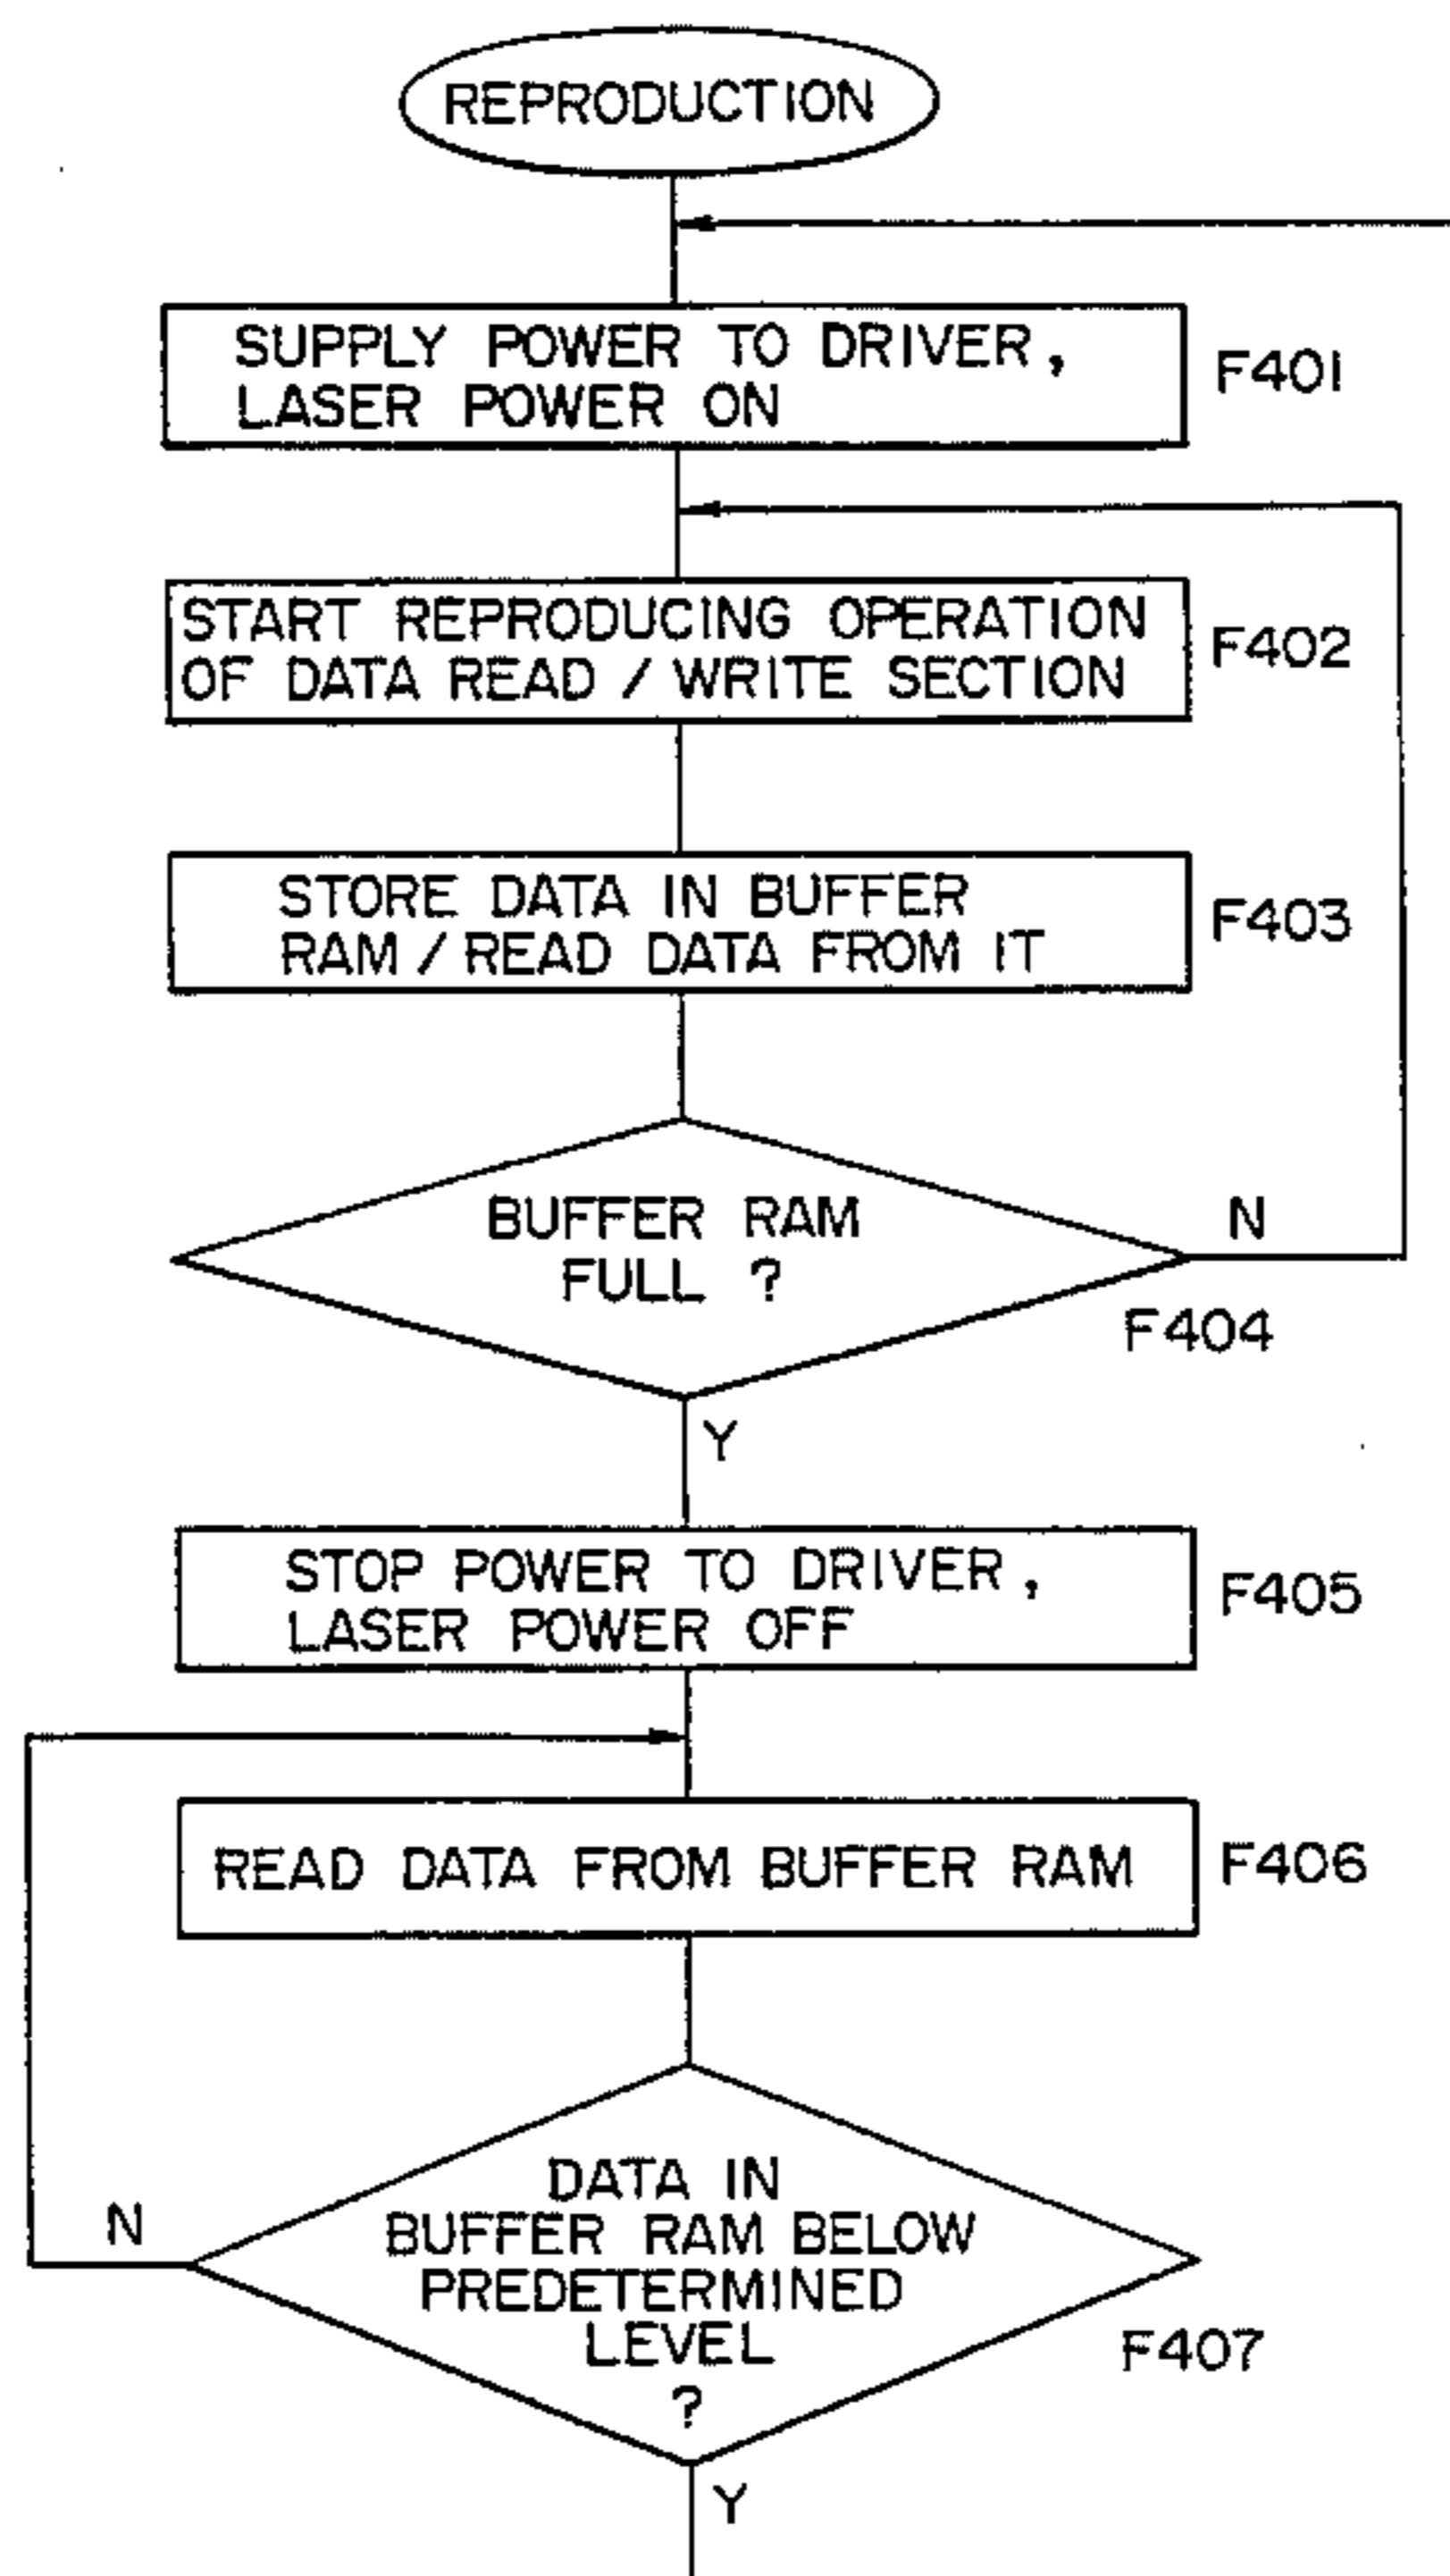 REPRODUCTION
SUPPLY POWER TO DRIVER,
LASER POWER ON
F401
START REPRODUCING OPERATION
OF DATA READ / WRITE SECTION
F402
STORE DATA IN BUFFER
RAM / READ DATA FROM IT
F403
BUFFER RAM
FULL ?
N
F404
Y
STOP POWER TO DRIVER,
LASER POWER OFF
F405
READ DATA FROM BUFFER RAM
F406
DATA IN
BUFFER RAM BELOW
PREDETERMINED
LEVEL
?
N
F407
Y